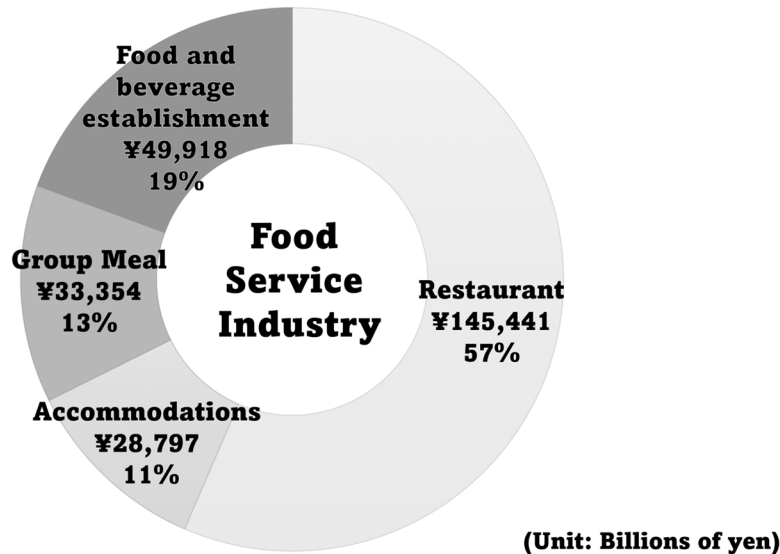 Food and
beverage
establishment
¥49,918
19%
Group Meal
¥33,354
13%
Food
Service
Industry
Restaurant
¥145,441
57%
Accommodations
¥28,797
11%
(Unit: Billions of yen)